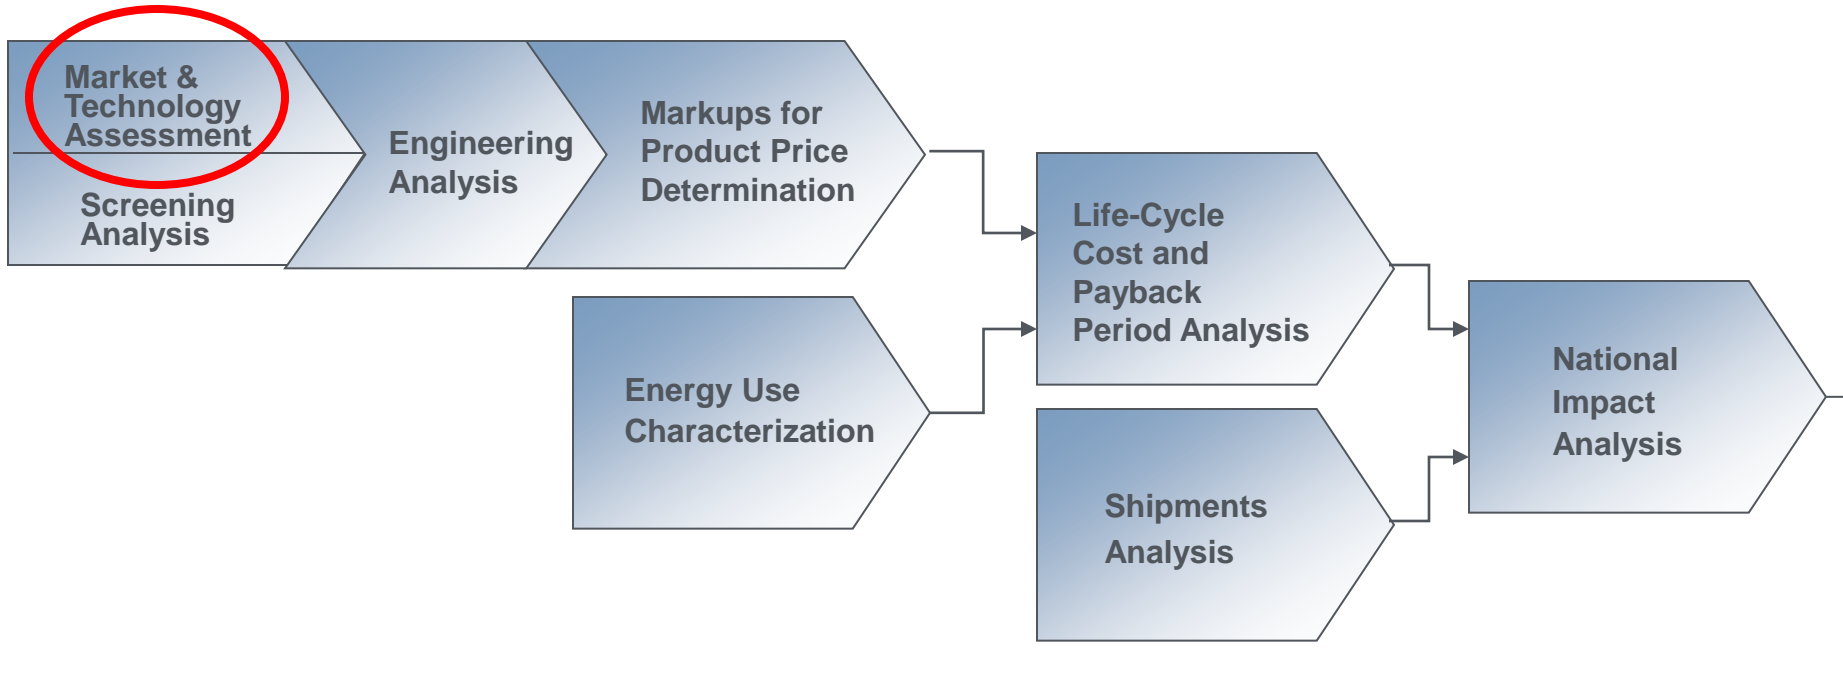 Market &
Technology
Assessment
Screening
Analysis
Engineering
Analysis
Markups for
Product Price
Determination
Energy Use
Characterization
Life-Cycle
Cost and
Payback
Period Analysis
Shipments
Analysis
National
Impact
Analysis